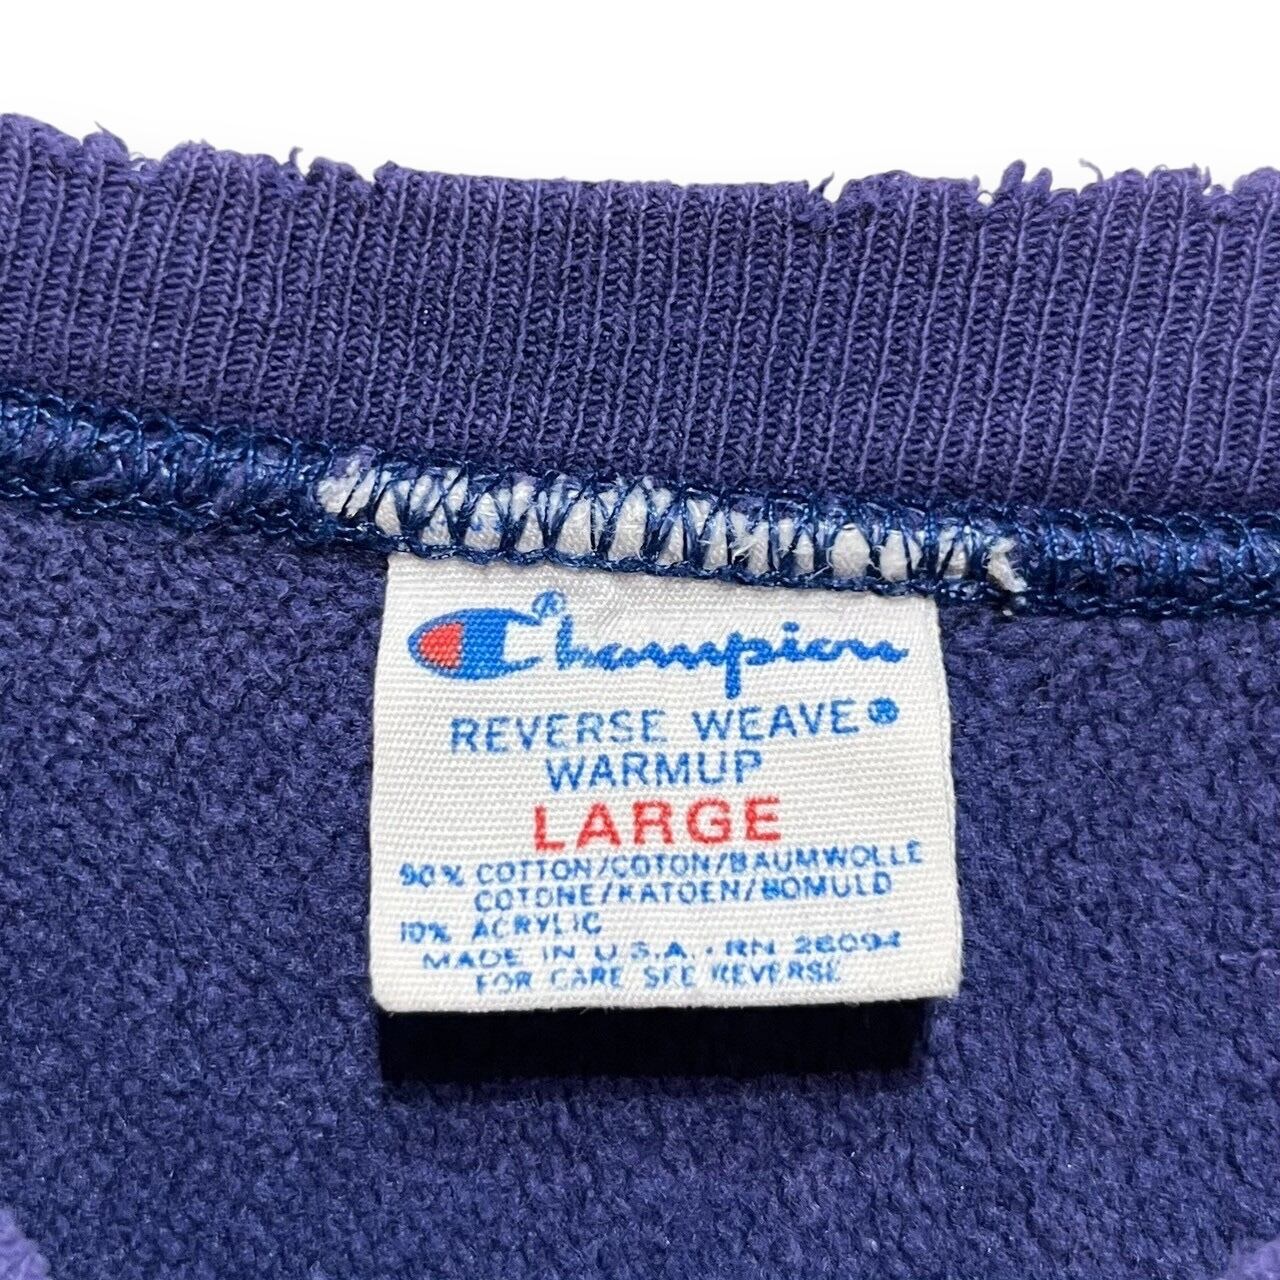 Champion®
REVERSE WEAVE®
WARMUP
LARGE
90% COTTON/COTON/BAUMWOLLE
COTONE/KATOEN/BOMULD
10% ACRYLIC
MADE IN U.S.A. · RN 26094
FOR CARE SEE REVERSE